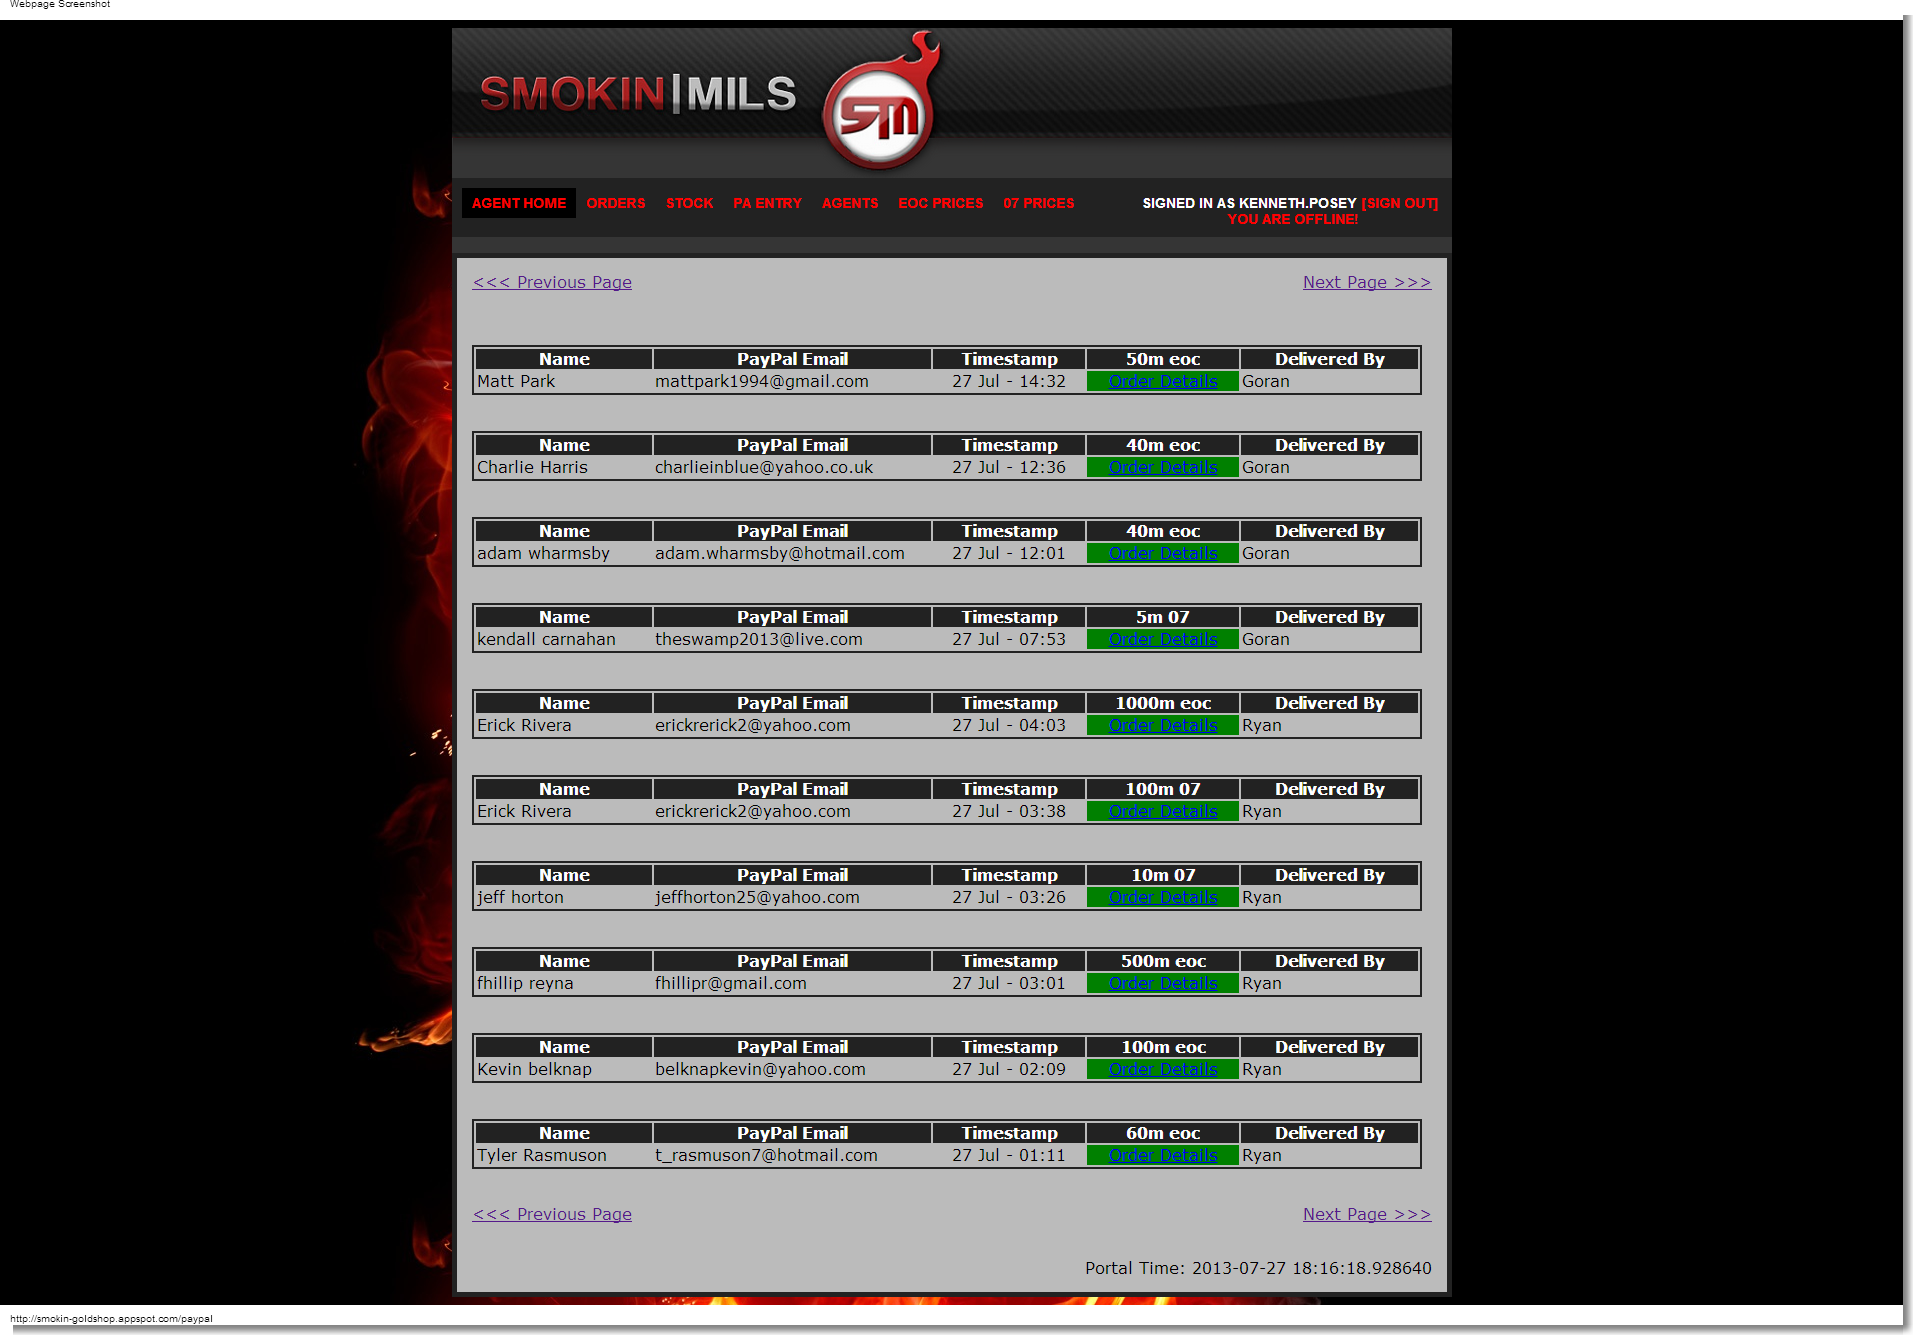 Webpage Screenshot
SMOKIN|MILS
STM
AGENT HOME ORDERS STOCK PA ENTRY AGENTS EOC PRICES 07 PRICES SIGNED IN AS KENNETH.POSEY [SIGN OUT]
YOU ARE OFFLINE!
<<< Previous Page Next Page >>>
Name PayPal Email Timestamp 50m eoc Delivered By
Matt Park mattpark1994@gmail.com 27 Jul - 14:32 Order Details Goran
Name PayPal Email Timestamp 40m eoc Delivered By
Charlie Harris charlieinblue@yahoo.co.uk 27 Jul - 12:36 Order Details Goran
Name PayPal Email Timestamp 40m eoc Delivered By
adam wharmsby adam.wharmsby@hotmail.com 27 Jul - 12:01 Order Details Goran
Name PayPal Email Timestamp 5m 07 Delivered By
kendall carnahan theswamp2013@live.com 27 Jul - 07:53 Order Details Goran
Name PayPal Email Timestamp 1000m eoc Delivered By
Erick Rivera erickrerick2@yahoo.com 27 Jul - 04:03 Order Details Ryan
Name PayPal Email Timestamp 100m 07 Delivered By
Erick Rivera erickrerick2@yahoo.com 27 Jul - 03:38 Order Details Ryan
Name PayPal Email Timestamp 10m 07 Delivered By
jeff horton jeffhorton25@yahoo.com 27 Jul - 03:26 Order Details Ryan
Name PayPal Email Timestamp 500m eoc Delivered By
fhillip reyna fhillipr@gmail.com 27 Jul - 03:01 Order Details Ryan
Name PayPal Email Timestamp 100m eoc Delivered By
Kevin belknap belknapkevin@yahoo.com 27 Jul - 02:09 Order Details Ryan
Name PayPal Email Timestamp 60m eoc Delivered By
Tyler Rasmuson t_rasmuson7@hotmail.com 27 Jul - 01:11 Order Details Ryan
<<< Previous Page Next Page >>>
Portal Time: 2013-07-27 18:16:18.928640
http://smokin-goldshop.appspot.com/paypal